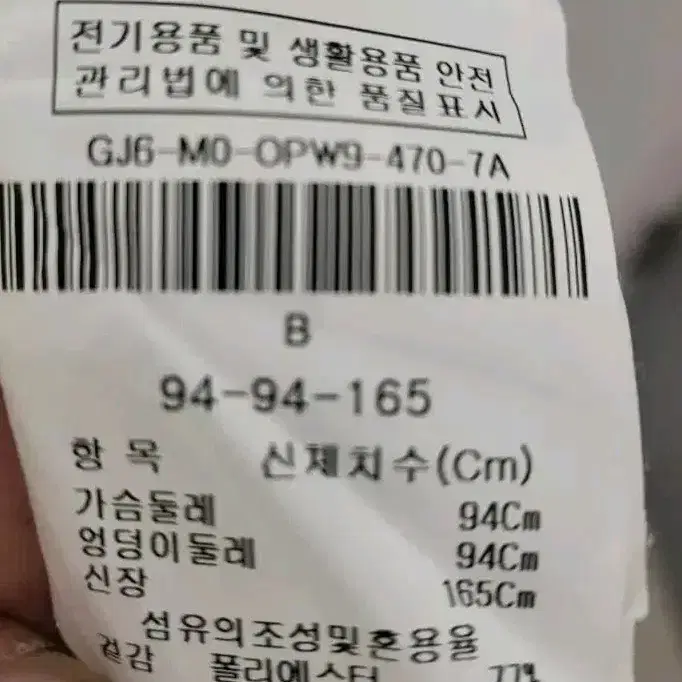 전기용품 및 생활용품 안전
관리법에 의한 품질표시
GJ6-M0-OPW9-470-7A
B
94-94-165
항 목 신체치수(Cm)
가슴둘레 94Cm
엉덩이둘레 94Cm
신장 165Cm
섬유의조성및혼용율
겉감 폴리에스터 77%